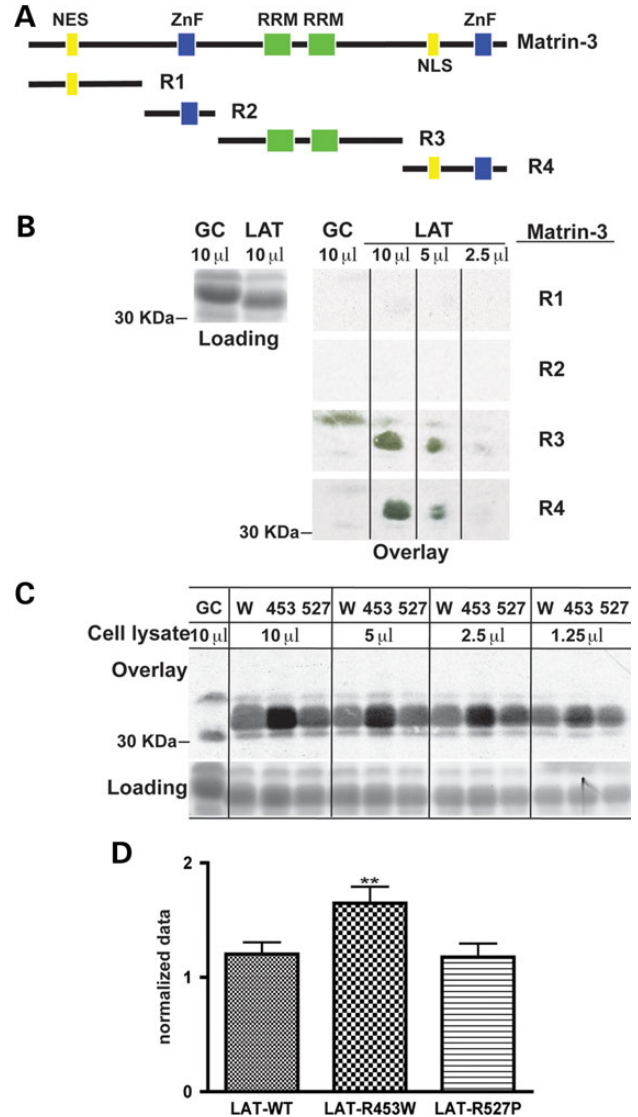 A
NES ZnF RRM RRM ZnF
Matrin-3
NLS
R1
R2
R3
R4
B
GC LAT
10 µl 10 µl
30 KDa
Loading
GC LAT Matrin-3
10 µl 10 µl 5 µl 2.5 µl
R1
R2
R3
R4
30 KDa
Overlay
C
GC W 453 527 W 453 527 W 453 527 W 453 527
Cell lysate 10 µl 10 µl 5 µl 2.5 µl 1.25 µl
Overlay
30 KDa
Loading
D
normalized data
2
1
0
**
LAT-WT LAT-R453W LAT-R527P